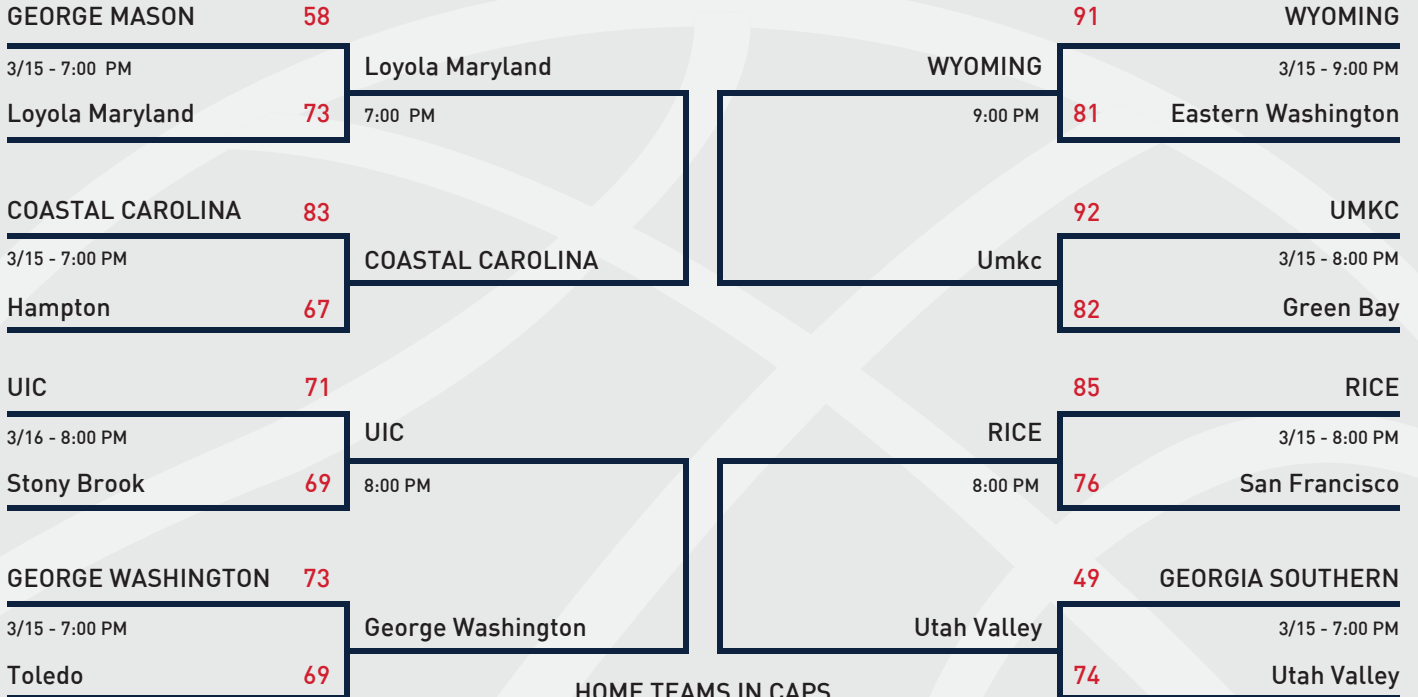 GEORGE MASON 58
3/15 - 7:00 PM
Loyola Maryland 73
Loyola Maryland
7:00 PM
COASTAL CAROLINA 83
3/15 - 7:00 PM
Hampton 67
COASTAL CAROLINA
UIC 71
3/16 - 8:00 PM
Stony Brook 69
UIC
8:00 PM
GEORGE WASHINGTON 73
3/15 - 7:00 PM
Toledo 69
George Washington
91 WYOMING
3/15 - 9:00 PM
81 Eastern Washington
WYOMING
9:00 PM
92 UMKC
3/15 - 8:00 PM
82 Green Bay
Umkc
85 RICE
3/15 - 8:00 PM
76 San Francisco
RICE
8:00 PM
49 GEORGIA SOUTHERN
3/15 - 7:00 PM
74 Utah Valley
Utah Valley
HOME TEAMS IN CAPS